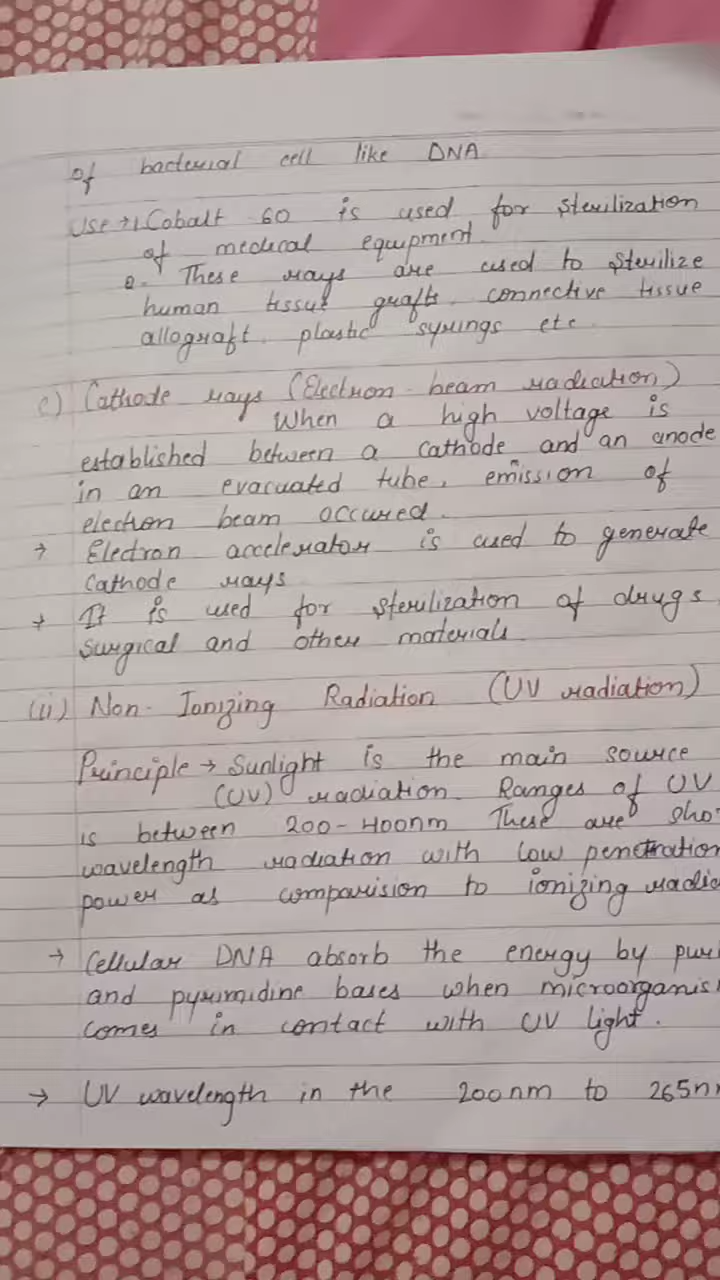 of bacterial cell like DNA
Use → 1. Cobalt 60 is used for sterilization
of medical equipment.
2. These rays are used to sterilize
human tissue grafts, connective tissue
allograft, plastic syrings etc.
c) Cathode rays (Electron-beam radiation)
When a high voltage is
established between a cathode and an anode
in an evacuated tube, emission of
electron beam occured.
→ Electron accelerator is used to generate
cathode rays
→ It is used for sterilization of drugs
surgical and other materials
(ii) Non-Ionizing Radiation (UV radiation)
Principle → Sunlight is the main source
(UV) radiation. Ranges of UV
is between 200-400nm These are sho
wavelength radiation with low penetration
power as comparision to ionizing radia
→ Cellular DNA absorb the energy by puri
and pyrimidine bases when microorganis
comes in contact with UV light.
→ UV wavelength in the 200nm to 265nm